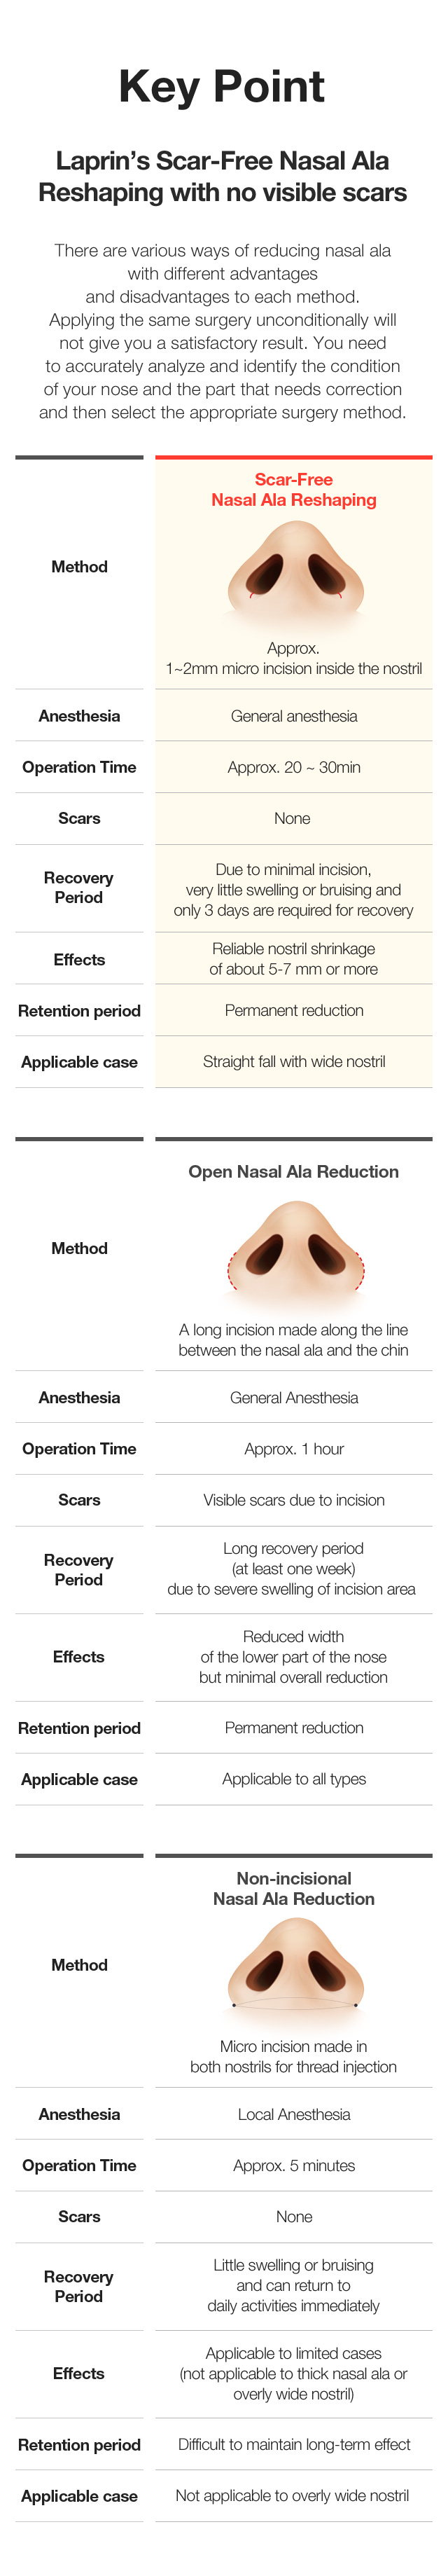 Key Point
Laprin’s Scar-Free Nasal Ala
Reshaping with no visible scars
There are various ways of reducing nasal ala
with different advantages
and disadvantages to each method.
Applying the same surgery unconditionally will
not give you a satisfactory result. You need
to accurately analyze and identify the condition
of your nose and the part that needs correction
and then select the appropriate surgery method.
Method
Scar-Free
Nasal Ala Reshaping
Approx.
1~2mm micro incision inside the nostril
Anesthesia
General anesthesia
Operation Time
Approx. 20 ~ 30min
Scars
None
Recovery
Period
Due to minimal incision,
very little swelling or bruising and
only 3 days are required for recovery
Effects
Reliable nostril shrinkage
of about 5-7 mm or more
Retention period
Permanent reduction
Applicable case
Straight fall with wide nostril
Method
Open Nasal Ala Reduction
A long incision made along the line
between the nasal ala and the chin
Anesthesia
General Anesthesia
Operation Time
Approx. 1 hour
Scars
Visible scars due to incision
Recovery
Period
Long recovery period
(at least one week)
due to severe swelling of incision area
Effects
Reduced width
of the lower part of the nose
but minimal overall reduction
Retention period
Permanent reduction
Applicable case
Applicable to all types
Method
Non-incisional
Nasal Ala Reduction
Micro incision made in
both nostrils for thread injection
Anesthesia
Local Anesthesia
Operation Time
Approx. 5 minutes
Scars
None
Recovery
Period
Little swelling or bruising
and can return to
daily activities immediately
Effects
Applicable to limited cases
(not applicable to thick nasal ala or
overly wide nostril)
Retention period
Difficult to maintain long-term effect
Applicable case
Not applicable to overly wide nostril